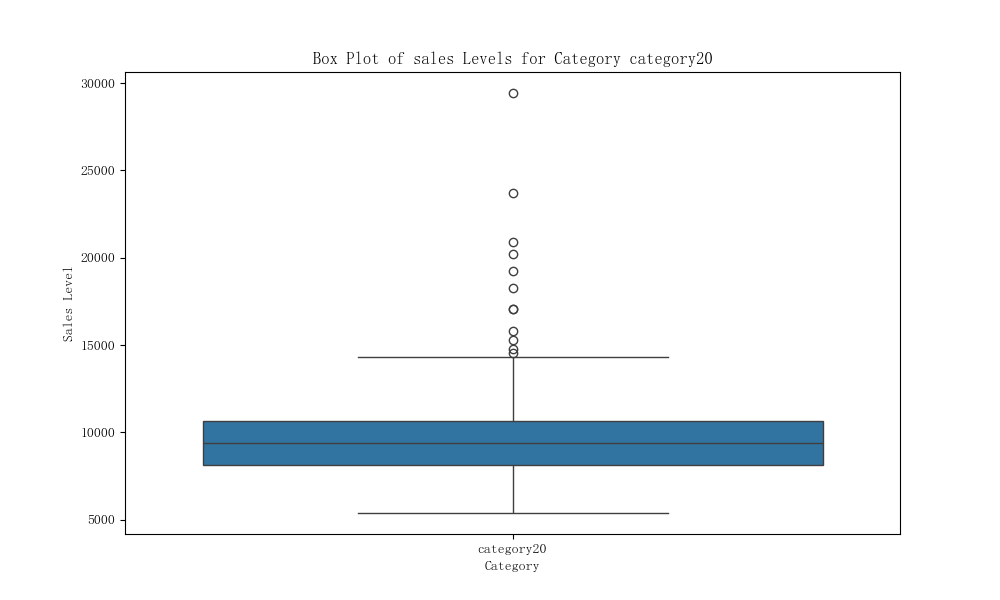 Box Plot of sales Levels for Category category20
30000
25000
20000
15000
10000
5000
Sales Level
category20
Category